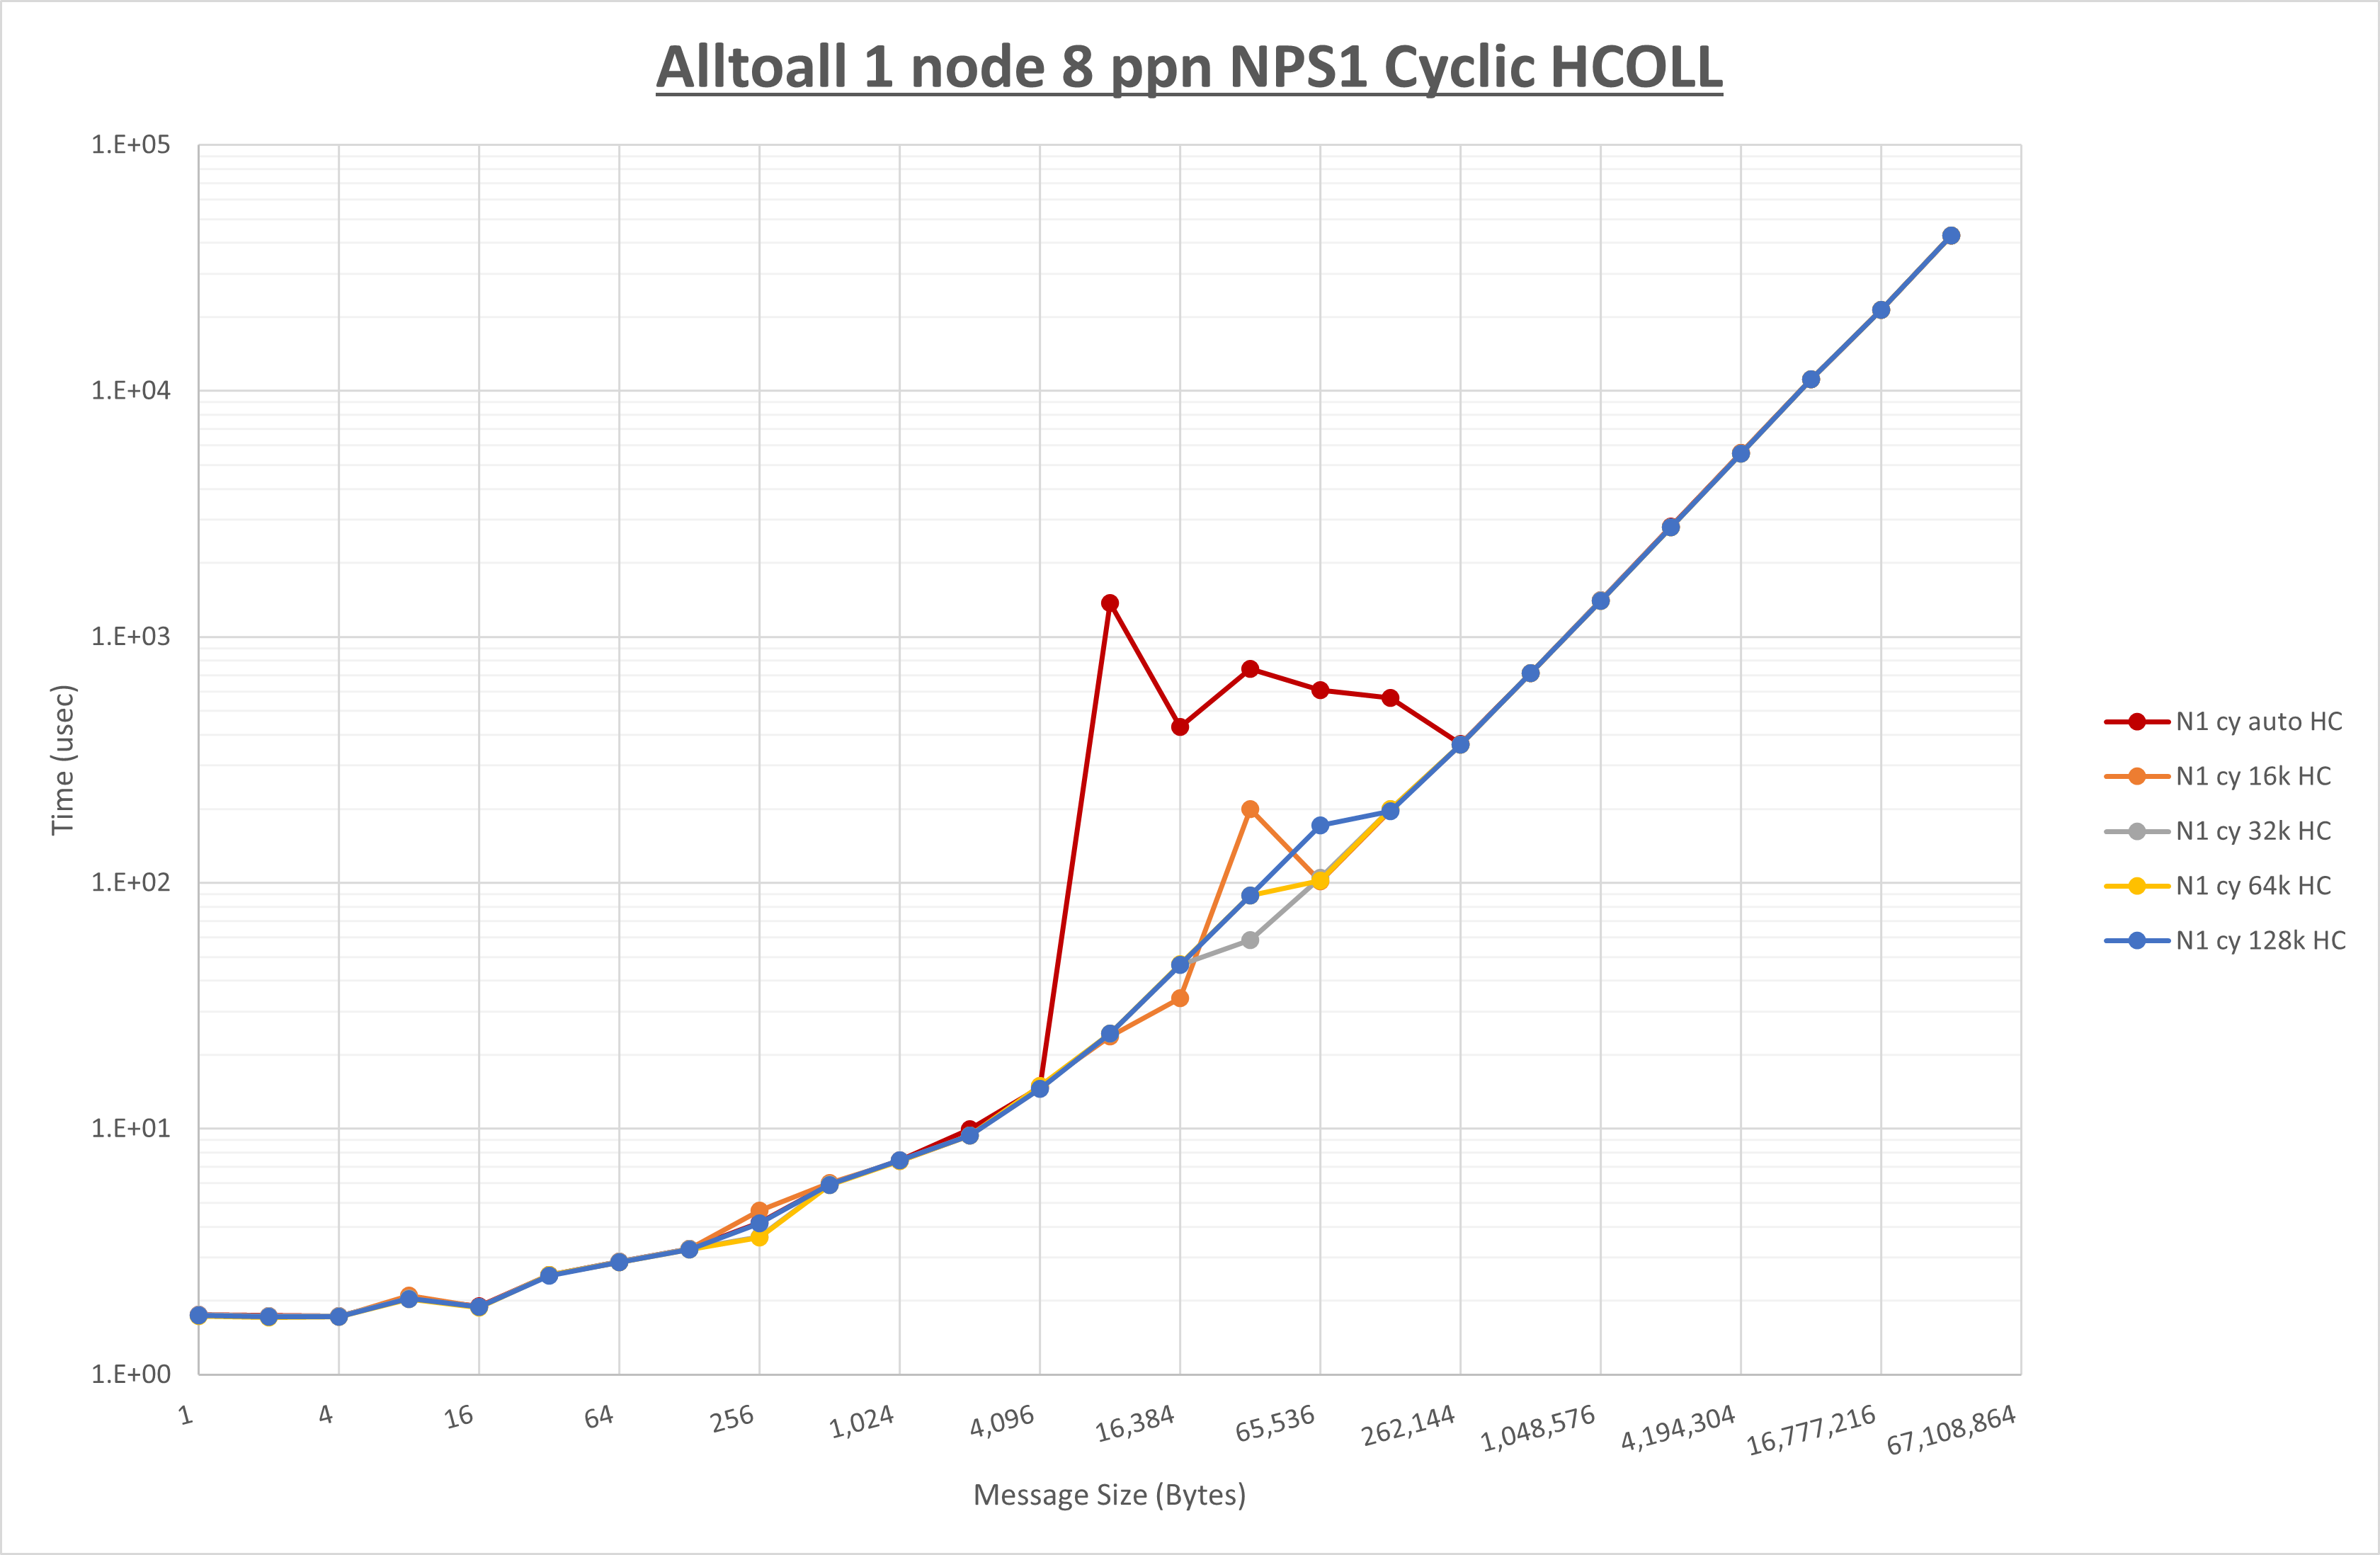 Alltoall 1 node 8 ppn NPS1 Cyclic HCOLL
1.E+05
1.E+04
1.E+03
1.E+02
1.E+01
1.E+00
Time (usec)
1
4
16
64
256
1,024
4,096
16,384
65,536
262,144
1,048,576
4,194,304
16,777,216
67,108,864
Message Size (Bytes)
N1 cy auto HC
N1 cy 16k HC
N1 cy 32k HC
N1 cy 64k HC
N1 cy 128k HC